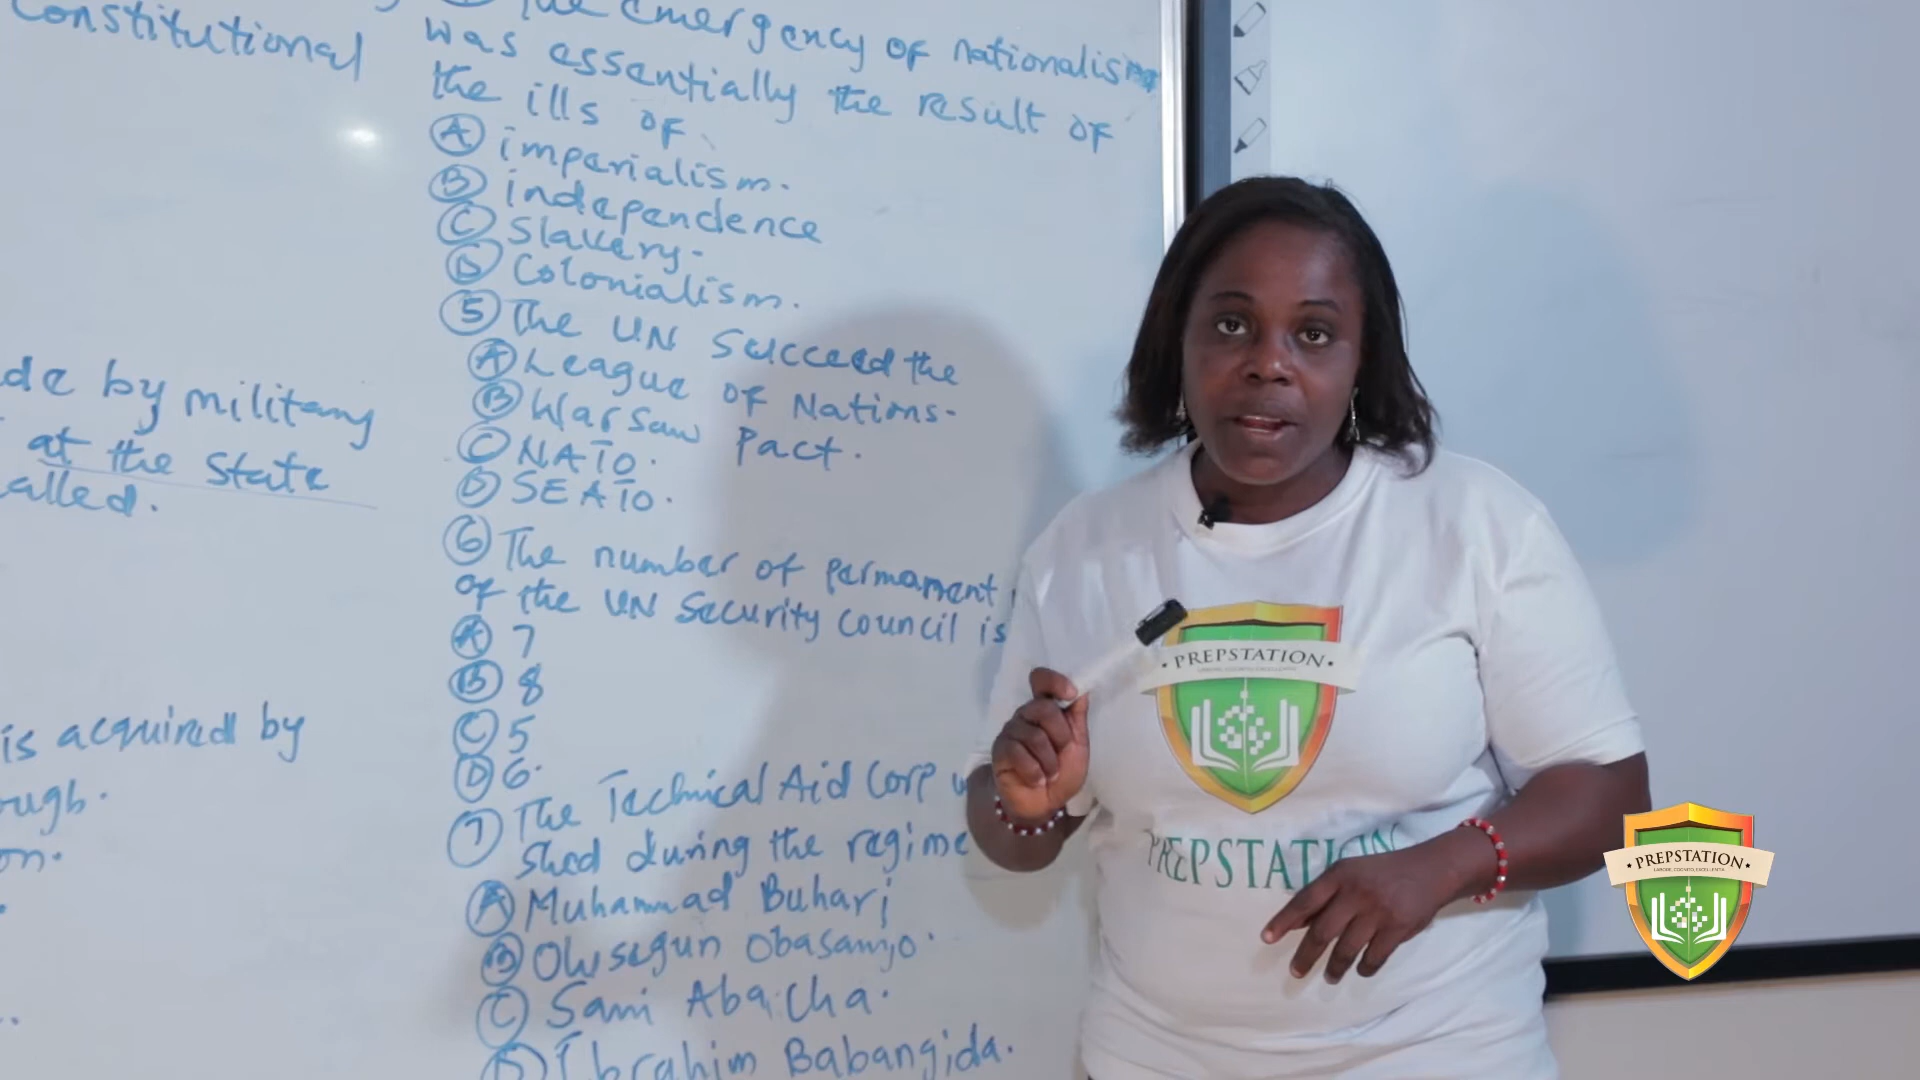 Constitutional
de by military
at the State
alled.
is acquired by
ough.
on.
The emergency of nationalism
was essentially the result of
the ills of
A imperialism.
B independence
C Slavery.
D Colonialism.
5 The UN Succeed the
A League of Nations-
B Warsaw Pact.
C NATO.
D SEATO.
6 The number of permanent
of the UN Security Council is
A 7
B 8
C 5
D 6.
7 The Technical Aid Corp
shed during the regime
A Muhammad Buhari
B Olusegun Obasanjo.
C Sani Abacha.
D Ibrahim Babangida.
PREPSTATION
PREPSTATION
PREPSTATION